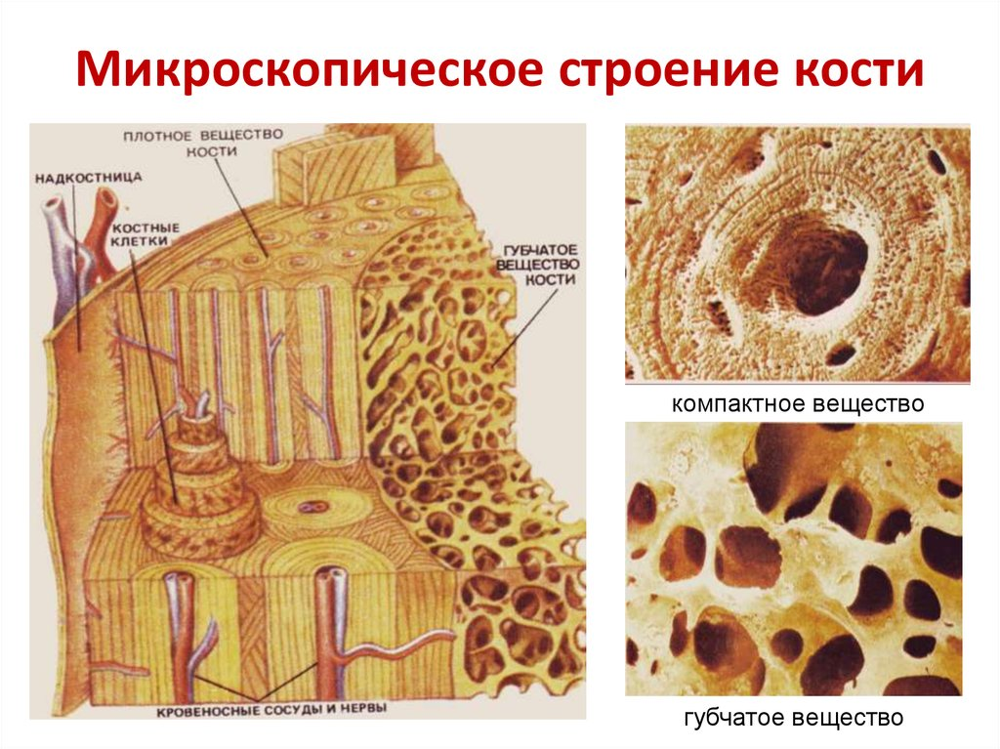 Микроскопическое строение кости
ПЛОТНОЕ ВЕЩЕСТВО
КОСТИ
НАДКОСТНИЦА
КОСТНЫЕ
КЛЕТКИ
ГУБЧАТОЕ
ВЕЩЕСТВО
КОСТИ
КРОВЕНОСНЫЕ СОСУДЫ И НЕРВЫ
компактное вещество
губчатое вещество